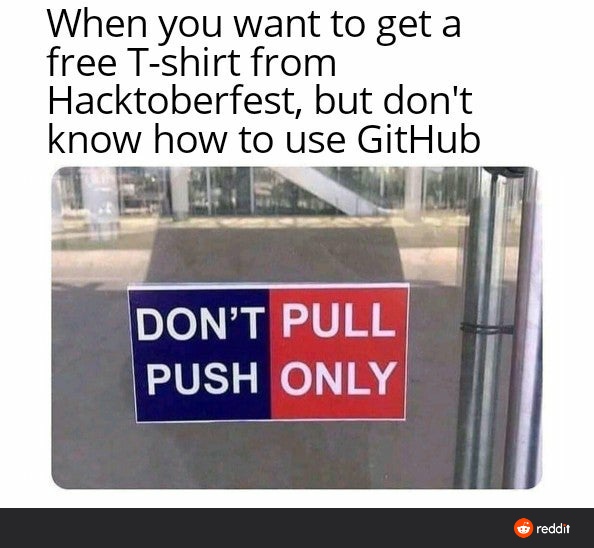 When you want to get a
free T-shirt from
Hacktoberfest, but don't
know how to use GitHub
DON'T PULL
PUSH ONLY
reddit